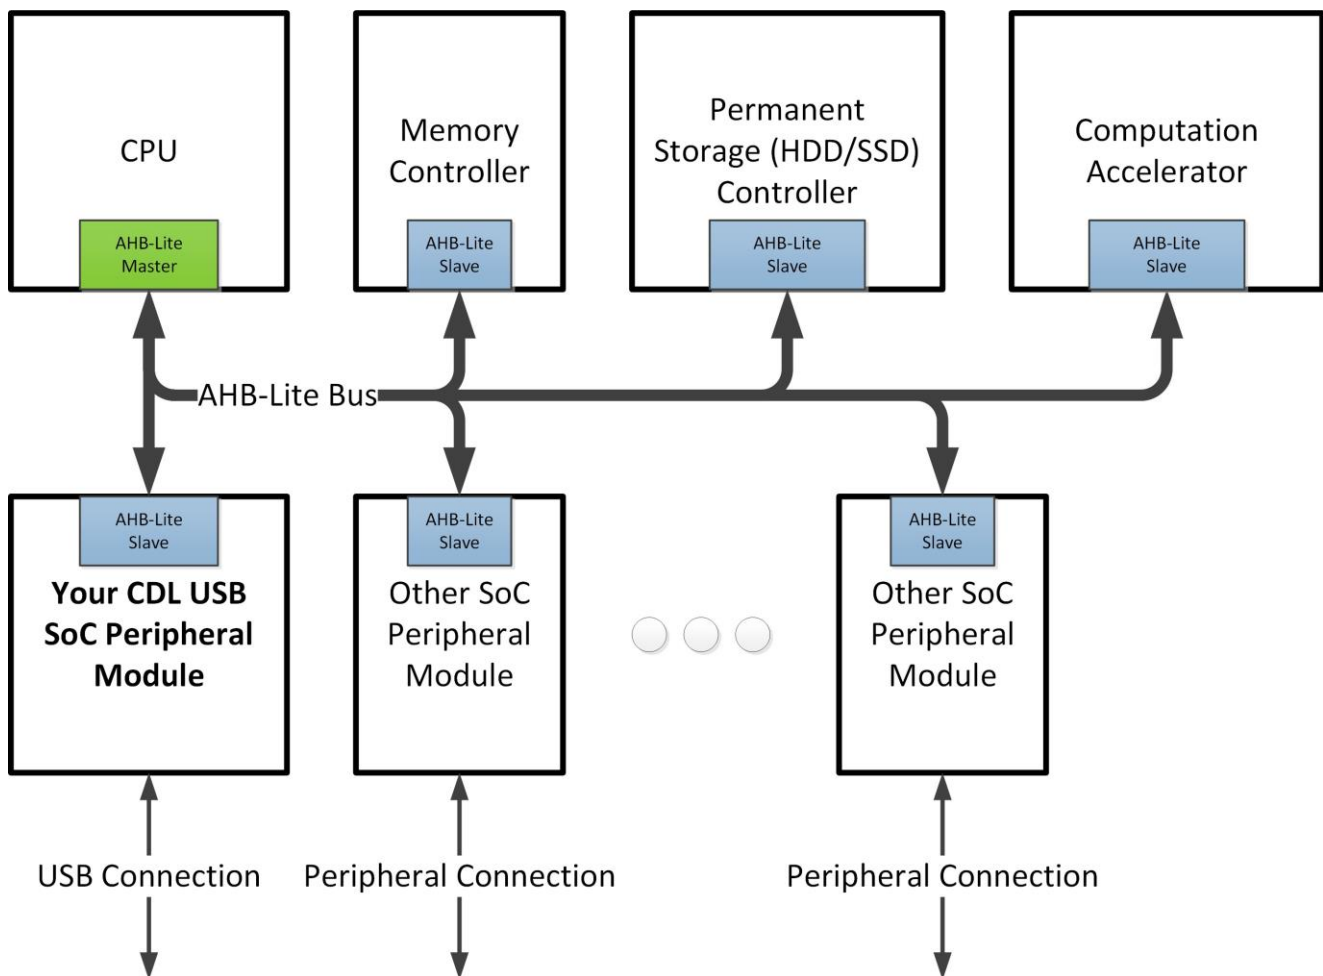 CPU
AHB-Lite
Master
Memory
Controller
AHB-Lite
Slave
Permanent
Storage (HDD/SSD)
Controller
AHB-Lite
Slave
Computation
Accelerator
AHB-Lite
Slave
AHB-Lite Bus
AHB-Lite
Slave
Your CDL USB
SoC Peripheral
Module
AHB-Lite
Slave
Other SoC
Peripheral
Module
AHB-Lite
Slave
Other SoC
Peripheral
Module
USB Connection
Peripheral Connection
Peripheral Connection